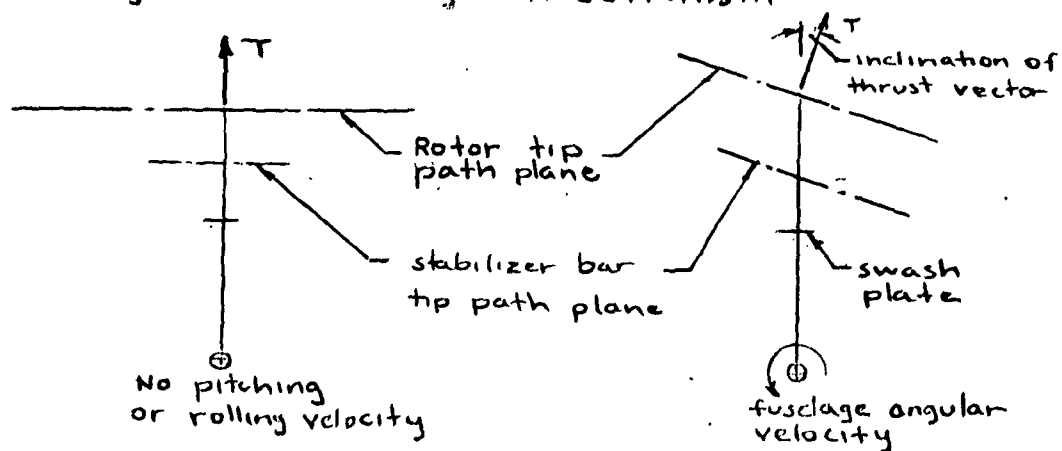 T
T
inclination of
thrust vector
Rotor tip
path plane
stabilizer bar
tip path plane
swash
plate
No pitching
or rolling velocity
fuselage angular
velocity